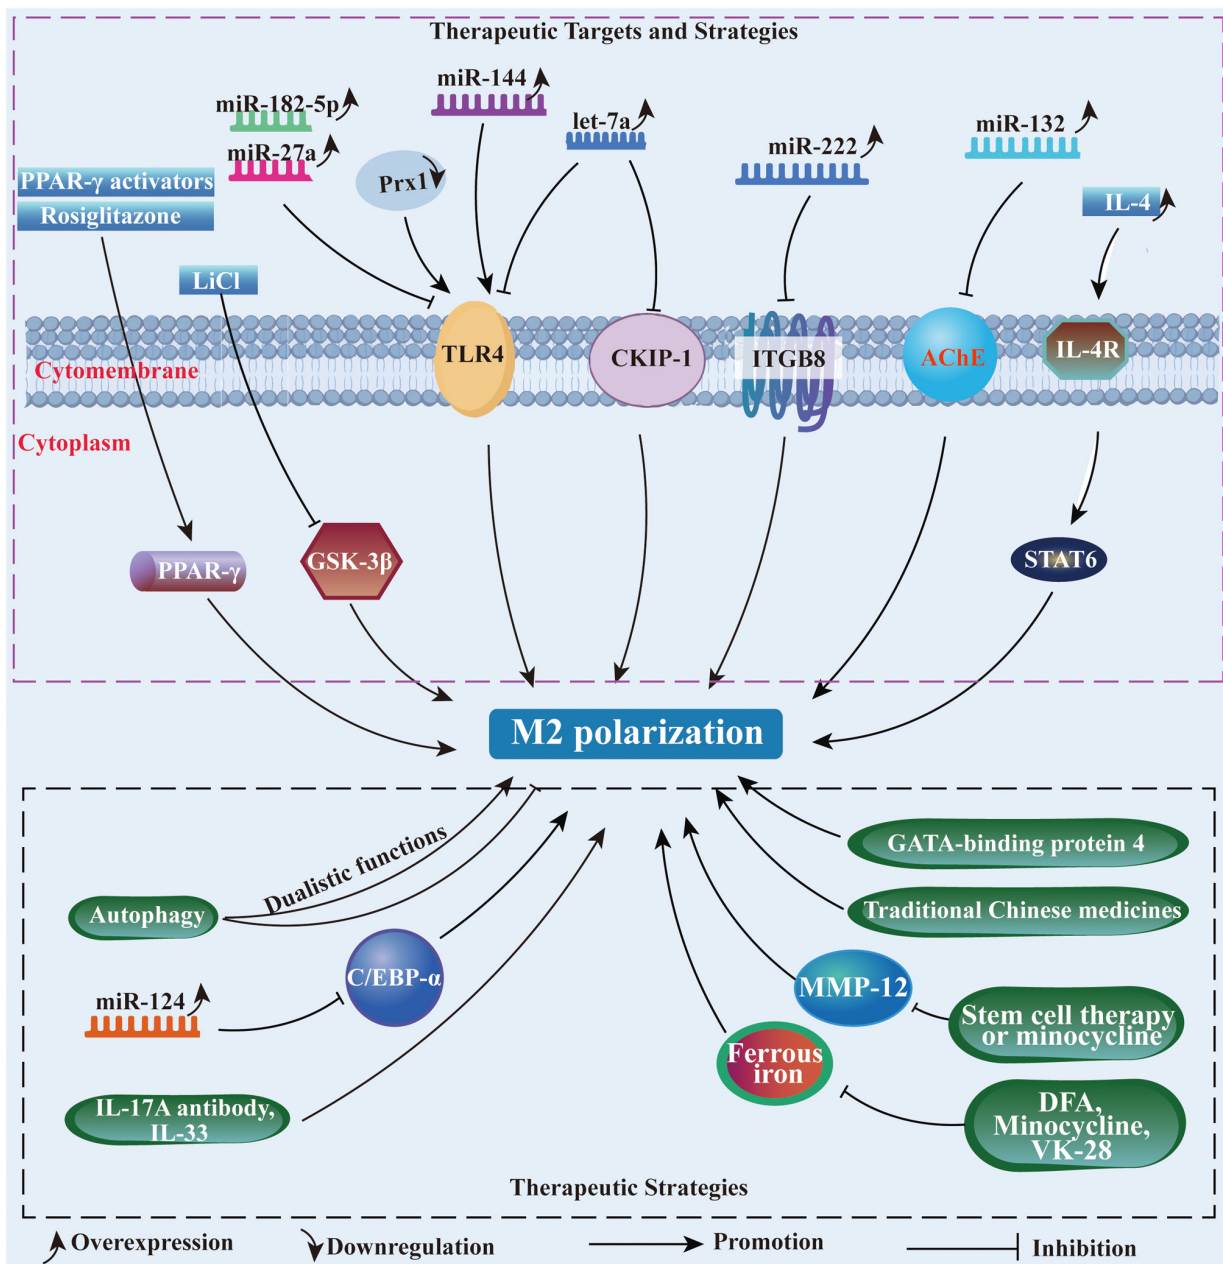 Therapeutic Targets and Strategies
miR-144
miR-182-5p
let-7a
miR-132
miR-222
miR-27a
PPAR-γ activators
Prx1
IL-4
Rosiglitazone
LiCl
TLR4
CKIP-1
ITGB8
AChE
IL-4R
Cytomembrane
Cytoplasm
PPAR-γ
GSK-3β
STAT6
M2 polarization
Dualistic functions
GATA-binding protein 4
Autophagy
Traditional Chinese medicines
C/EBP-α
MMP-12
miR-124
Stem cell therapy
or minocycline
Ferrous
iron
IL-17A antibody,
IL-33
DFA,
Minocycline,
VK-28
Therapeutic Strategies
Overexpression
Downregulation
Promotion
Inhibition